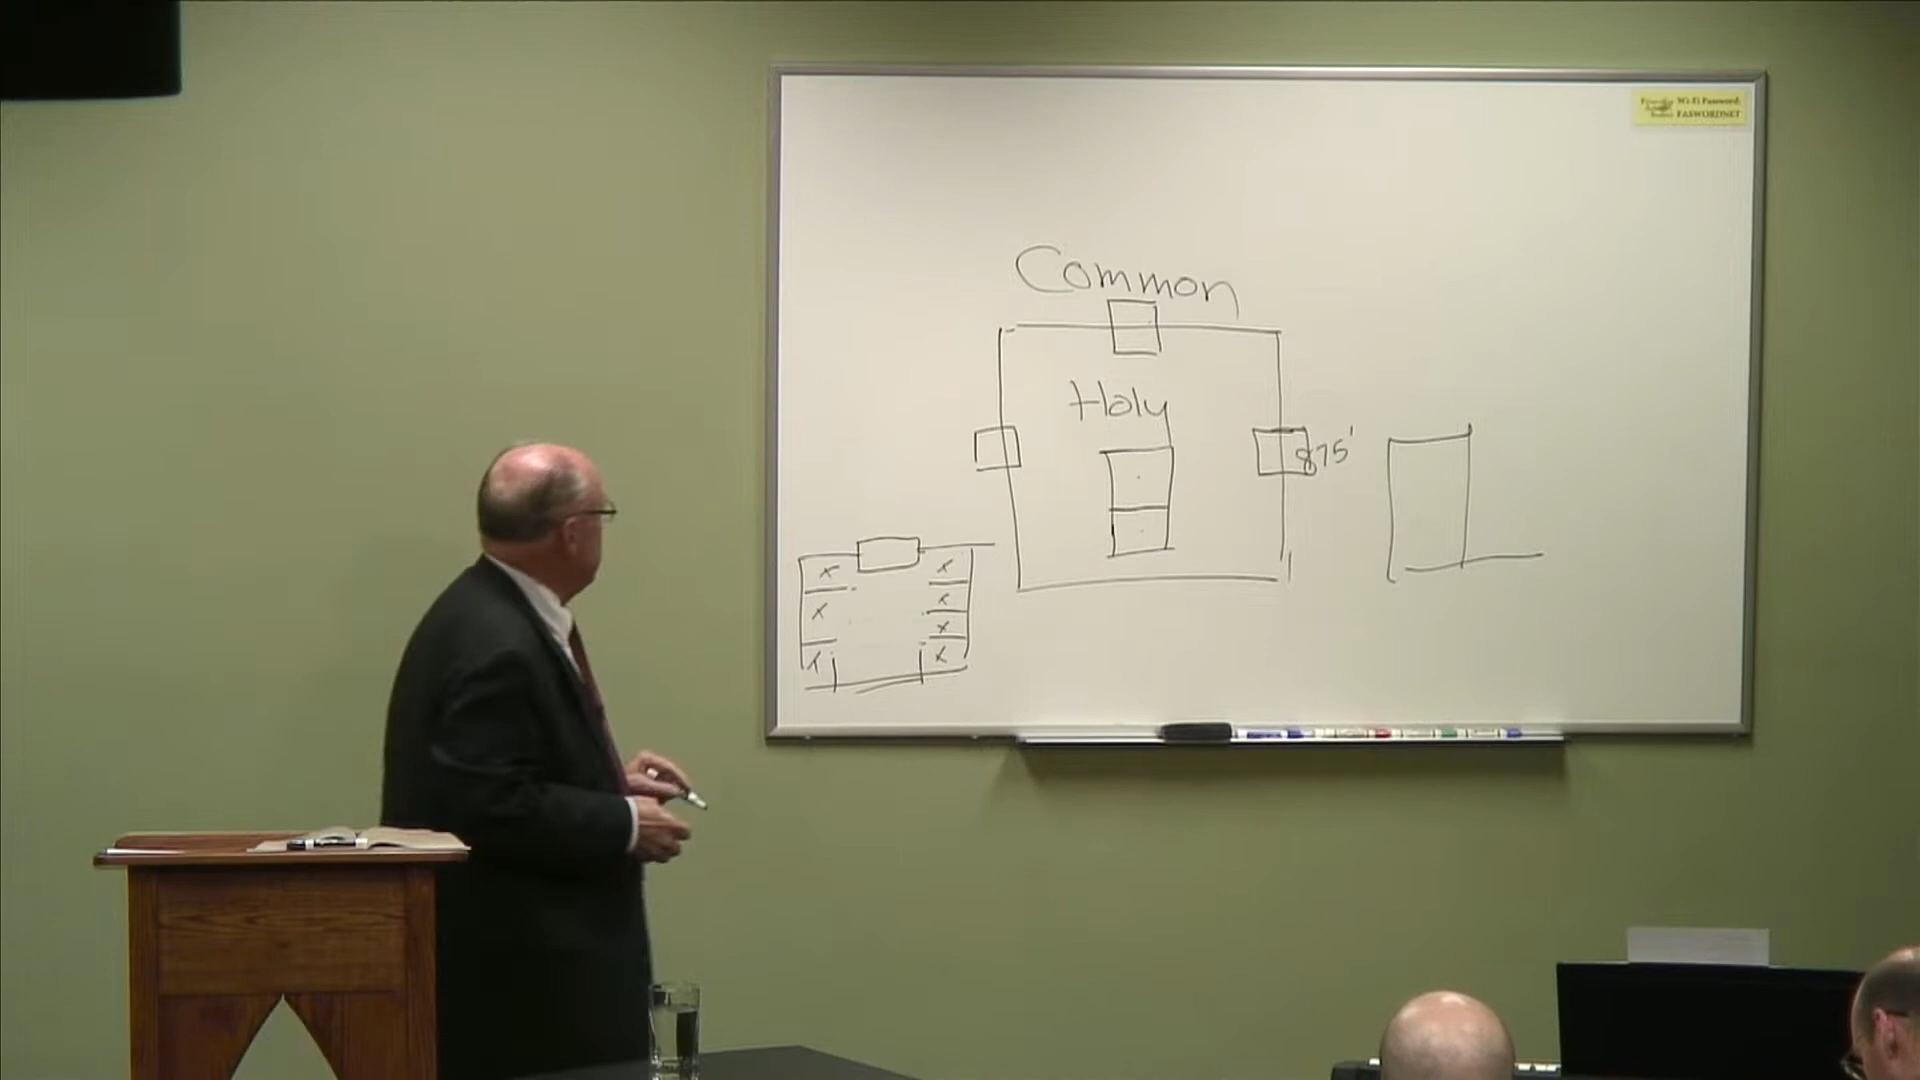 Wi-Fi Password:
FASWORDNET
Common
Holy
875'
x x
x x
x
x x